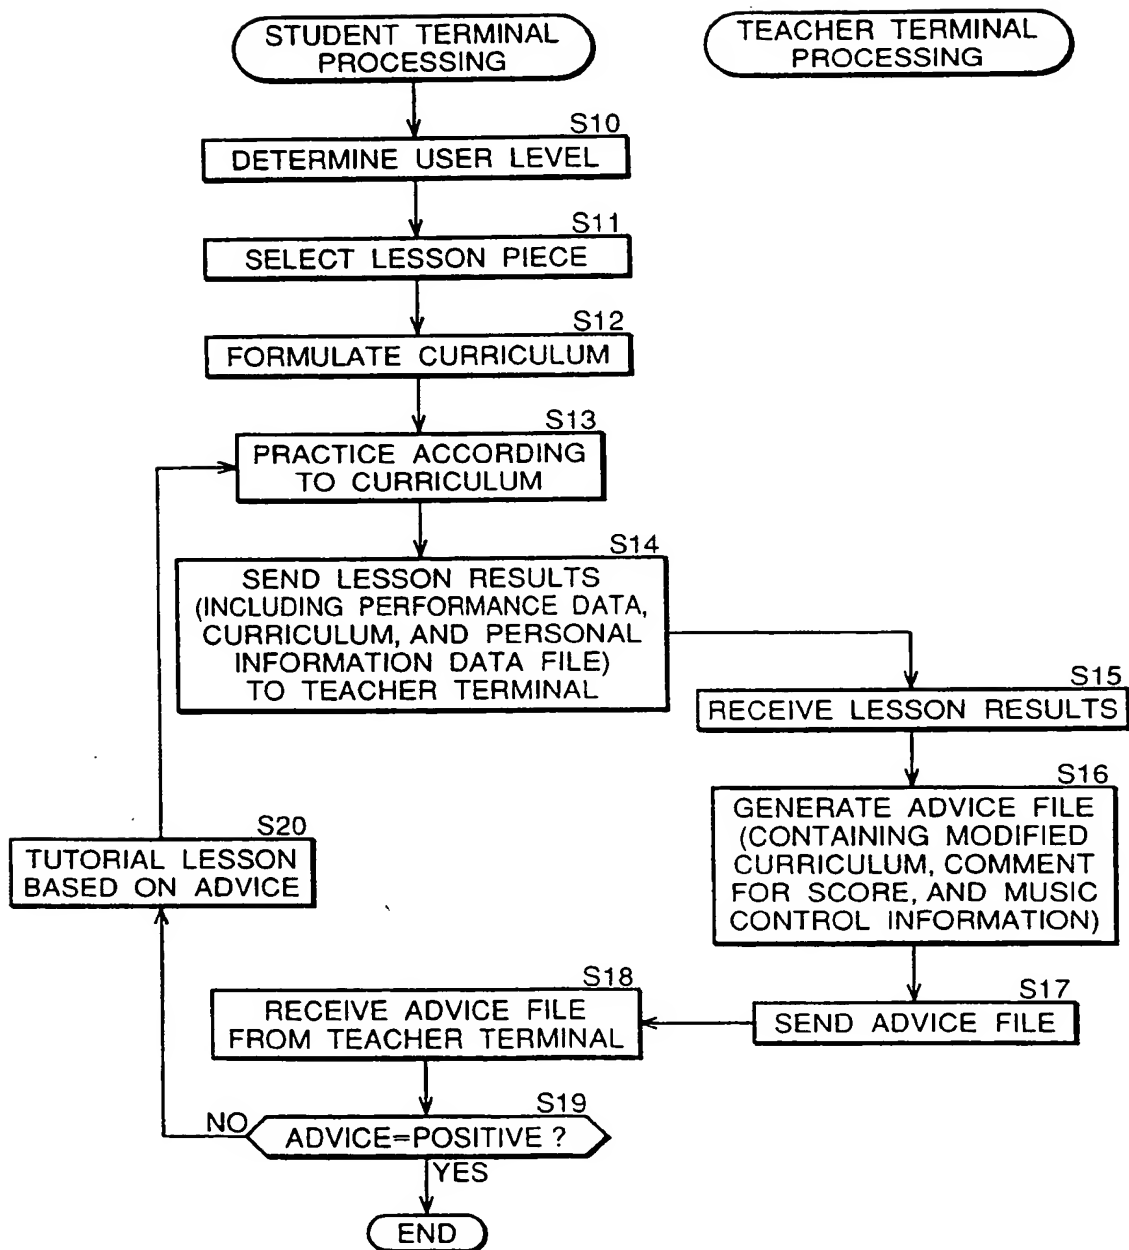 STUDENT TERMINAL
PROCESSING
TEACHER TERMINAL
PROCESSING
S10
DETERMINE USER LEVEL
S11
SELECT LESSON PIECE
S12
FORMULATE CURRICULUM
S13
PRACTICE ACCORDING
TO CURRICULUM
S14
SEND LESSON RESULTS
(INCLUDING PERFORMANCE DATA,
CURRICULUM, AND PERSONAL
INFORMATION DATA FILE)
TO TEACHER TERMINAL
S15
RECEIVE LESSON RESULTS
S16
GENERATE ADVICE FILE
(CONTAINING MODIFIED
CURRICULUM, COMMENT
FOR SCORE, AND MUSIC
CONTROL INFORMATION)
S17
SEND ADVICE FILE
S18
RECEIVE ADVICE FILE
FROM TEACHER TERMINAL
S19
ADVICE=POSITIVE ?
NO
YES
S20
TUTORIAL LESSON
BASED ON ADVICE
END